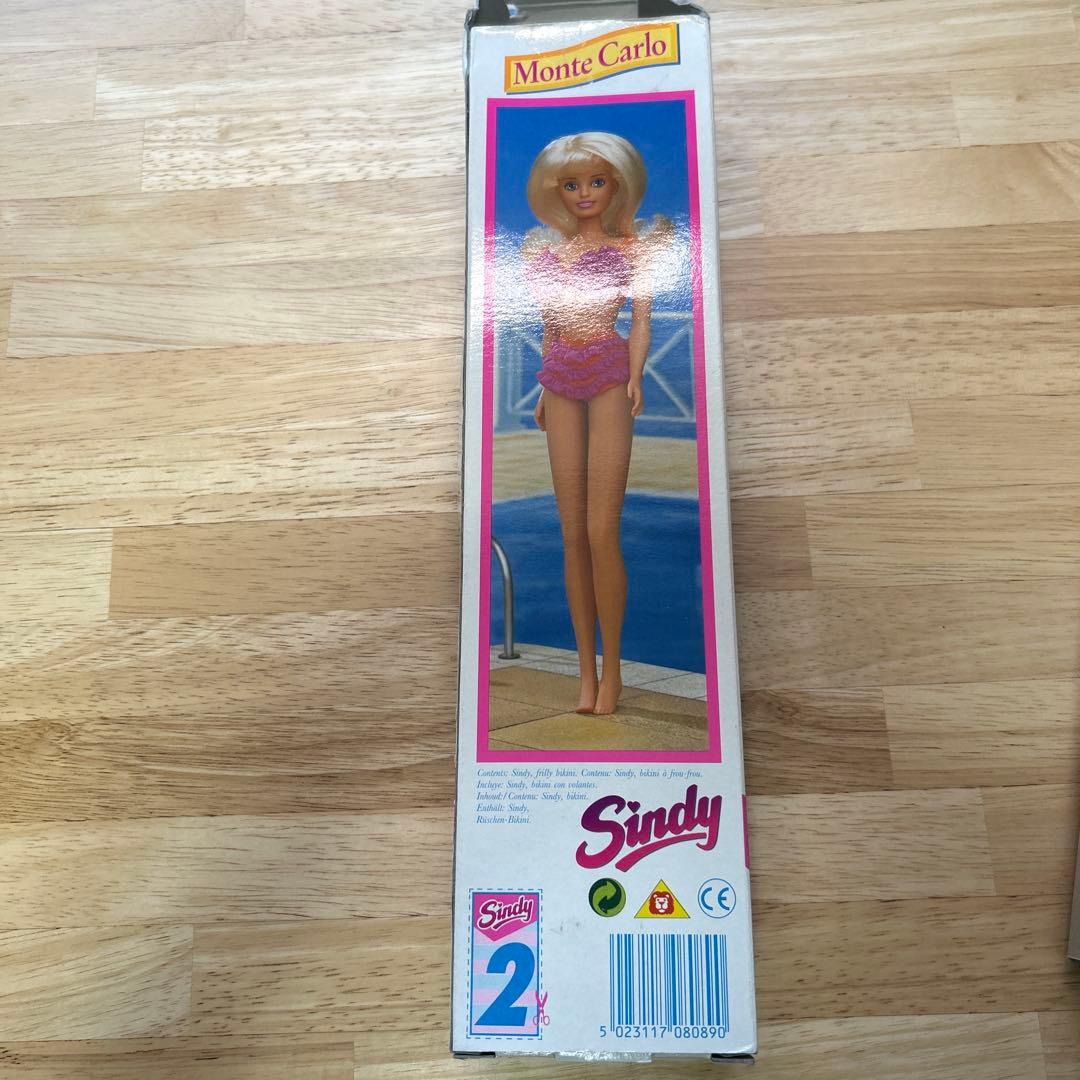 Monte Carlo
Contents: Sindy, frilly bikini. Contenu: Sindy, bikini à frou-frou.
Incluye: Sindy, bikini con volantes.
Inhoud:/ Contenu: Sindy, bikini.
Enthält: Sindy,
Rüschen-Bikini.
Sindy
CE
Sindy
2
5 023117 080890